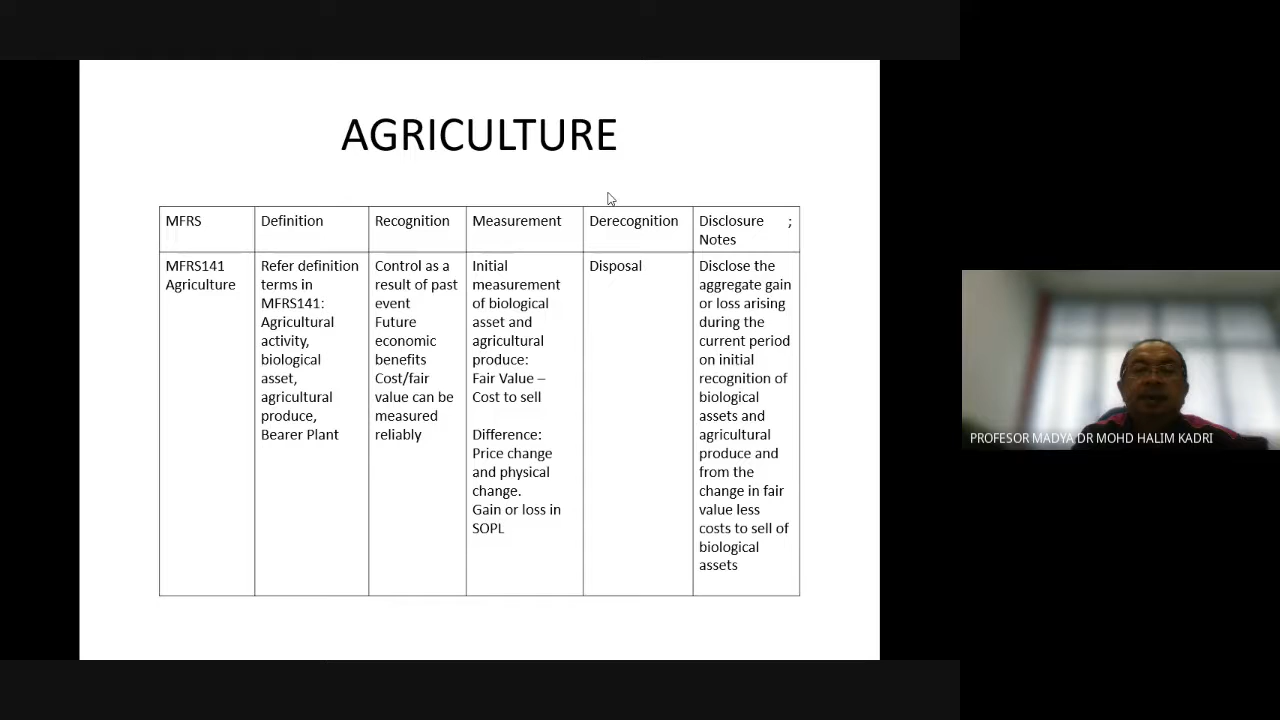 AGRICULTURE
MFRS
Definition
Recognition
Measurement
Derecognition
Disclosure ;
Notes
MFRS141
Agriculture
Refer definition
terms in
MFRS141:
Agricultural
activity,
biological
asset,
agricultural
produce,
Bearer Plant
Control as a
result of past
event
Future
economic
benefits
Cost/fair
value can be
measured
reliably
Initial
measurement
of biological
asset and
agricultural
produce:
Fair Value –
Cost to sell
Difference:
Price change
and physical
change.
Gain or loss in
SOPL
Disposal
Disclose the
aggregate gain
or loss arising
during the
current period
on initial
recognition of
biological
assets and
agricultural
produce and
from the
change in fair
value less
costs to sell of
biological
assets
PROFESOR MADYA DR MOHD HALIM KADRI